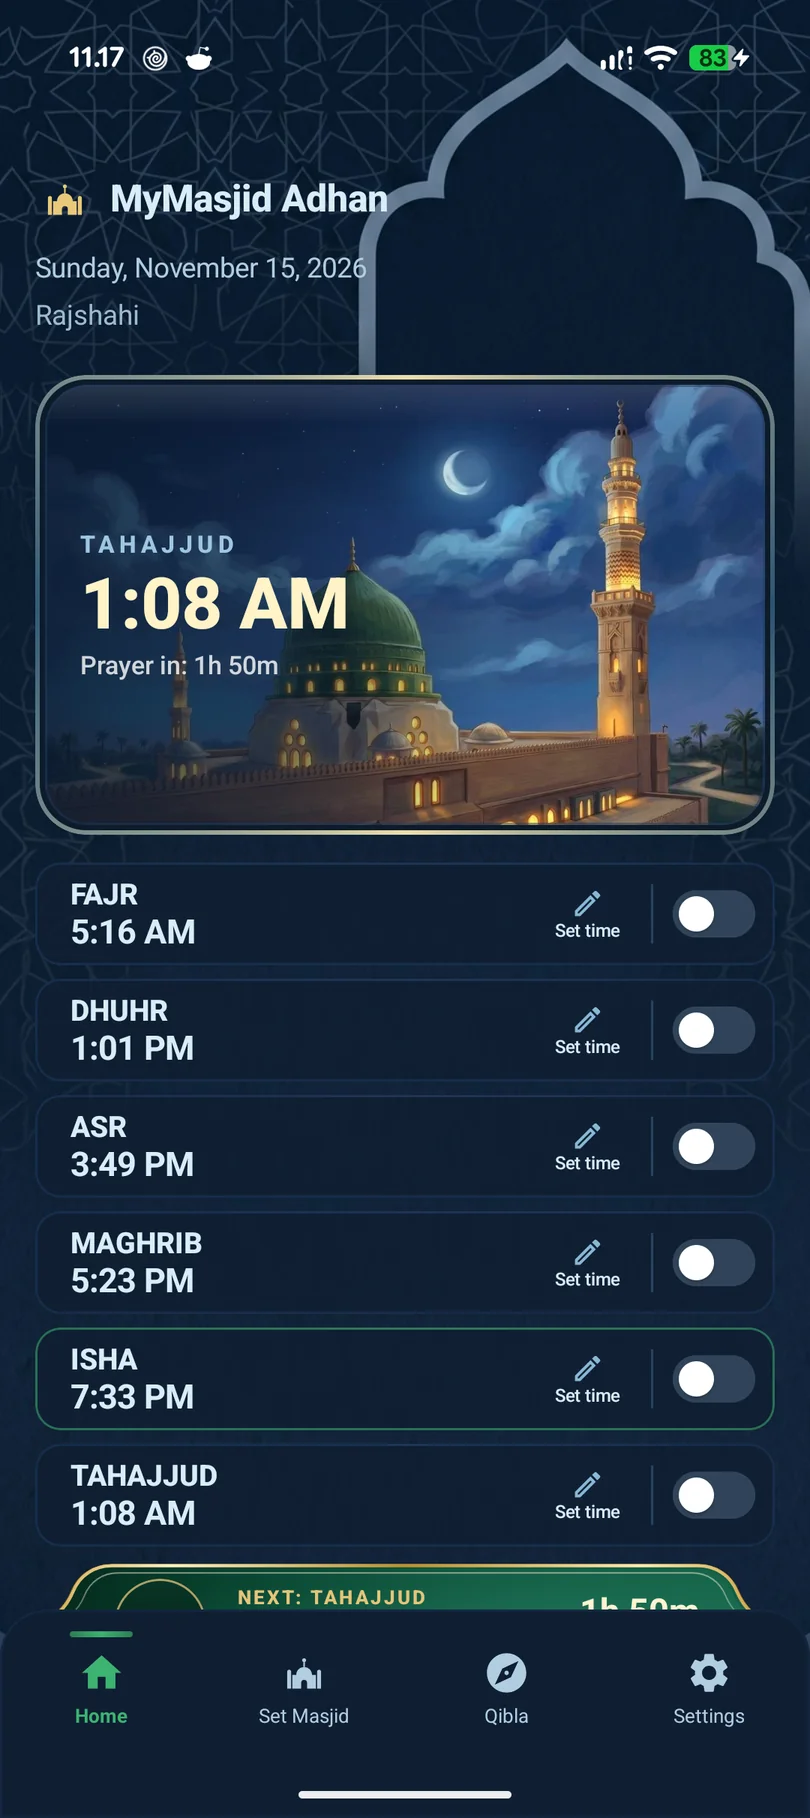 11.17
83
MyMasjid Adhan
Sunday, November 15, 2026
Rajshahi
TAHAJJUD
1:08 AM
Prayer in: 1h 50m
FAJR
5:16 AM
Set time
DHUHR
1:01 PM
Set time
ASR
3:49 PM
Set time
MAGHRIB
5:23 PM
Set time
ISHA
7:33 PM
Set time
TAHAJJUD
1:08 AM
Set time
NEXT: TAHAJJUD
1h 50m
Home
Set Masjid
Qibla
Settings